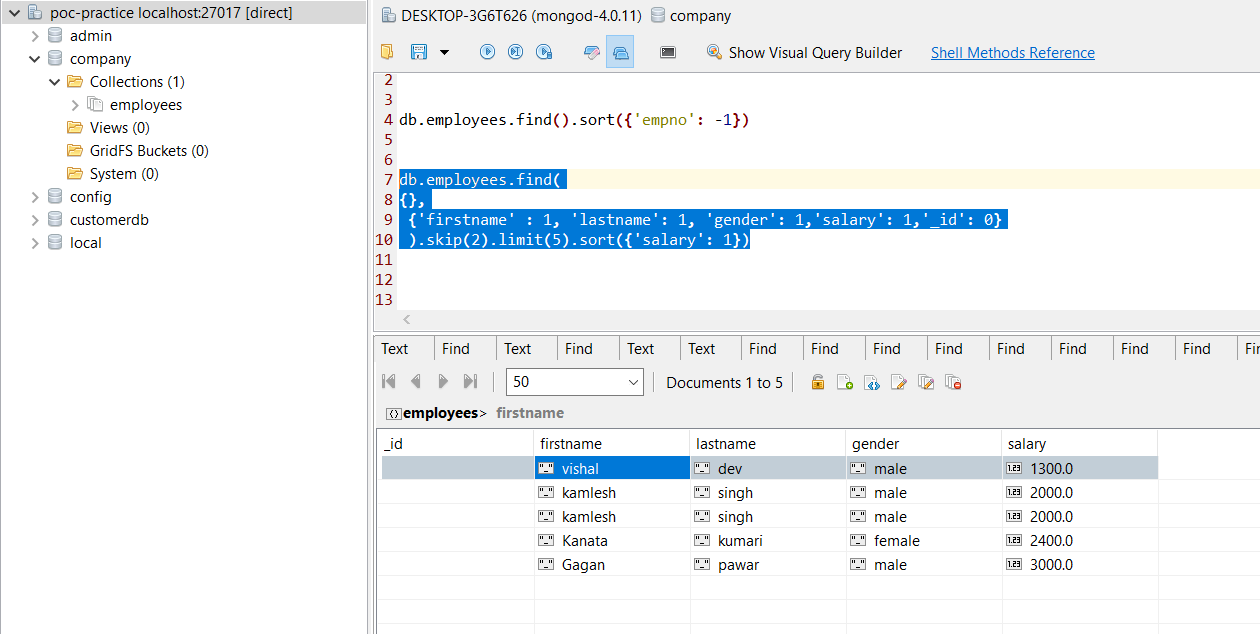 poc-practice localhost:27017 [direct]
admin
company
Collections (1)
employees
Views (0)
GridFS Buckets (0)
System (0)
config
customerdb
local
DESKTOP-3G6T626 (mongod-4.0.11) company
Show Visual Query Builder Shell Methods Reference
2
3
4 db.employees.find().sort({'empno': -1})
5
6
7 db.employees.find(
8 {},
9 {'firstname' : 1, 'lastname': 1, 'gender': 1,'salary': 1,'_id': 0}
10 ).skip(2).limit(5).sort({'salary': 1})
11
12
13
Text Find Text Find Text Text Find Find Find Find Find Find Find Find Fin
50 Documents 1 to 5
employees> firstname
_id firstname lastname gender salary
vishal dev male 1300.0
kamlesh singh male 2000.0
kamlesh singh male 2000.0
Kanata kumari female 2400.0
Gagan pawar male 3000.0